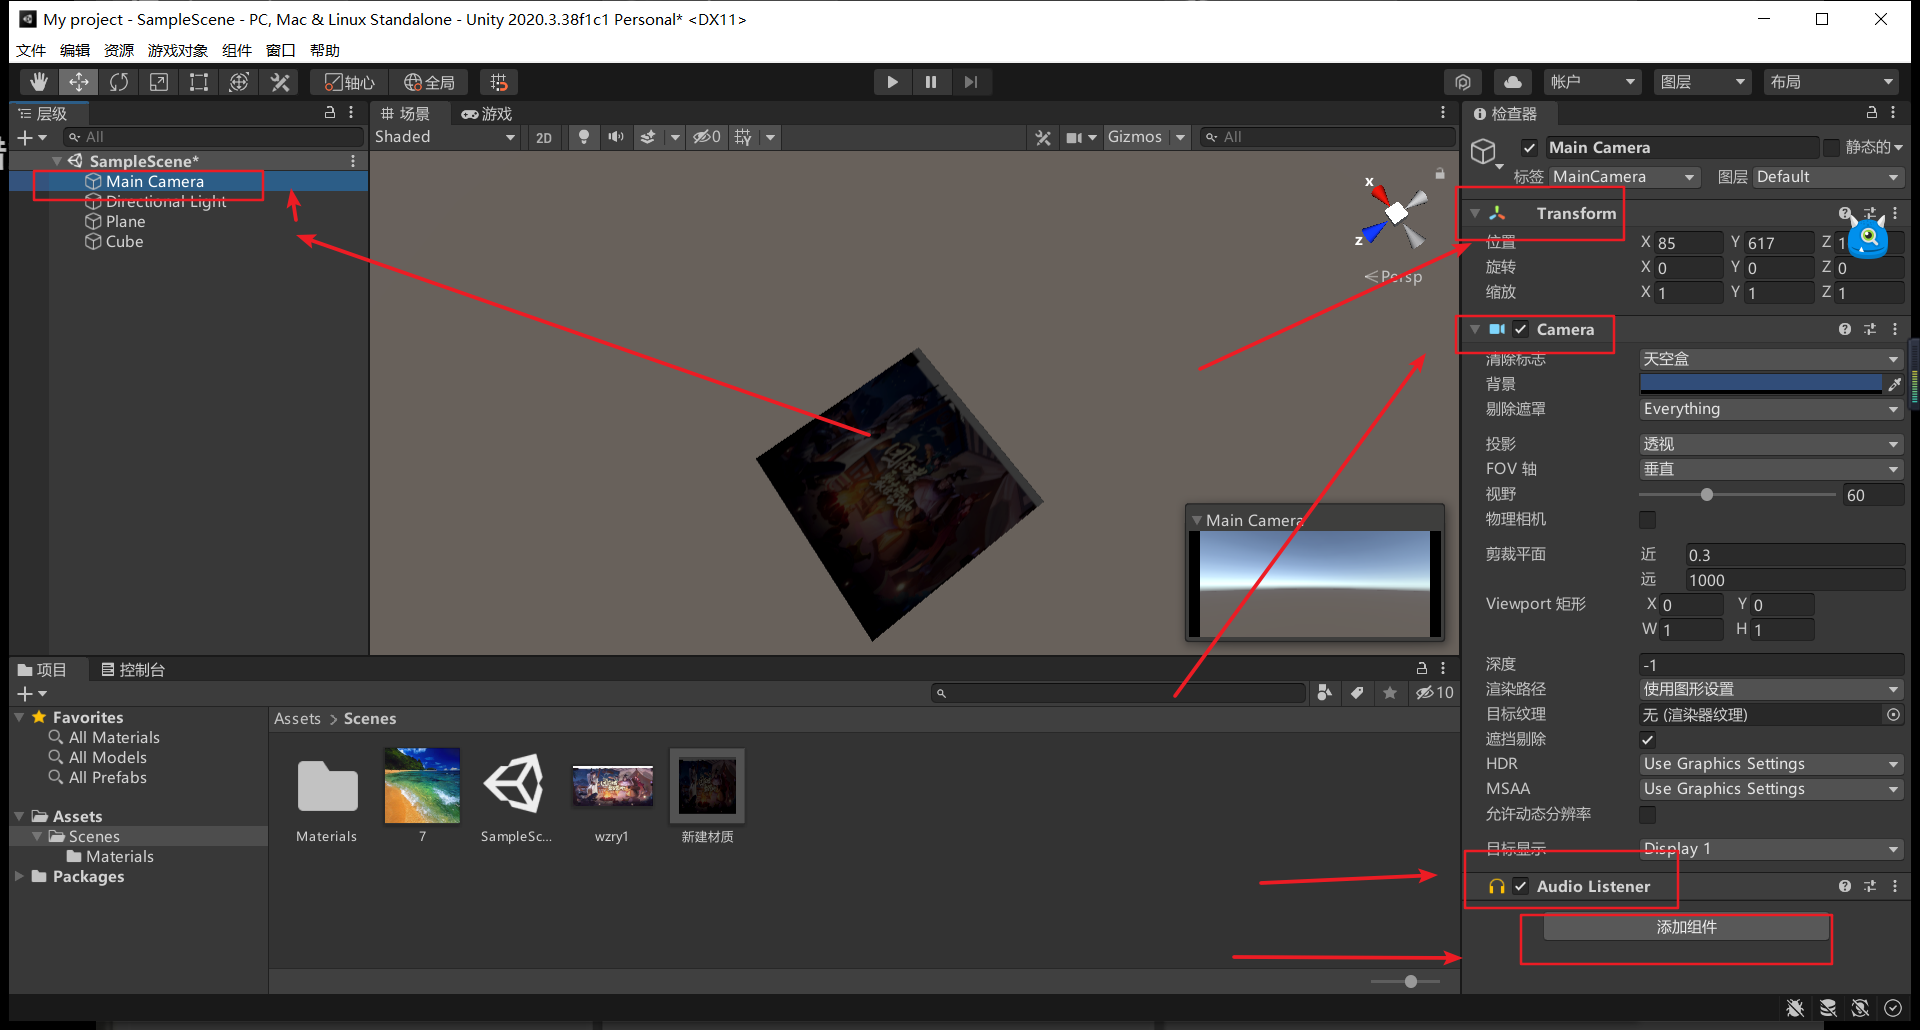 My project - SampleScene - PC, Mac & Linux Standalone - Unity 2020.3.38f1c1 Personal* <DX11>
文件 编辑 资源 游戏对象 组件 窗口 帮助
轴心 全局 帐户 图层 布局
层级
All
SampleScene*
Main Camera
Directional Light
Plane
Cube
场景 游戏
Shaded 2D 0 Gizmos All
x
z
Persp
Main Camera
检查器
Main Camera 静态的
标签 MainCamera 图层 Default
Transform
位置 X 85 Y 617 Z 1
旋转 X 0 Y 0 Z 0
缩放 X 1 Y 1 Z 1
Camera
清除标志 天空盒
背景
剔除遮罩 Everything
投影 透视
FOV 轴 垂直
视野 60
物理相机
剪裁平面 近 0.3
远 1000
Viewport 矩形 X 0 Y 0
W 1 H 1
深度 -1
渲染路径 使用图形设置
目标纹理 无 (渲染器纹理)
遮挡剔除
HDR Use Graphics Settings
MSAA Use Graphics Settings
允许动态分辨率
目标显示 Display 1
Audio Listener
添加组件
项目 控制台
10
Favorites
All Materials
All Models
All Prefabs
Assets
Scenes
Materials
Packages
Assets > Scenes
Materials 7 SampleSc... wzry1 新建材质